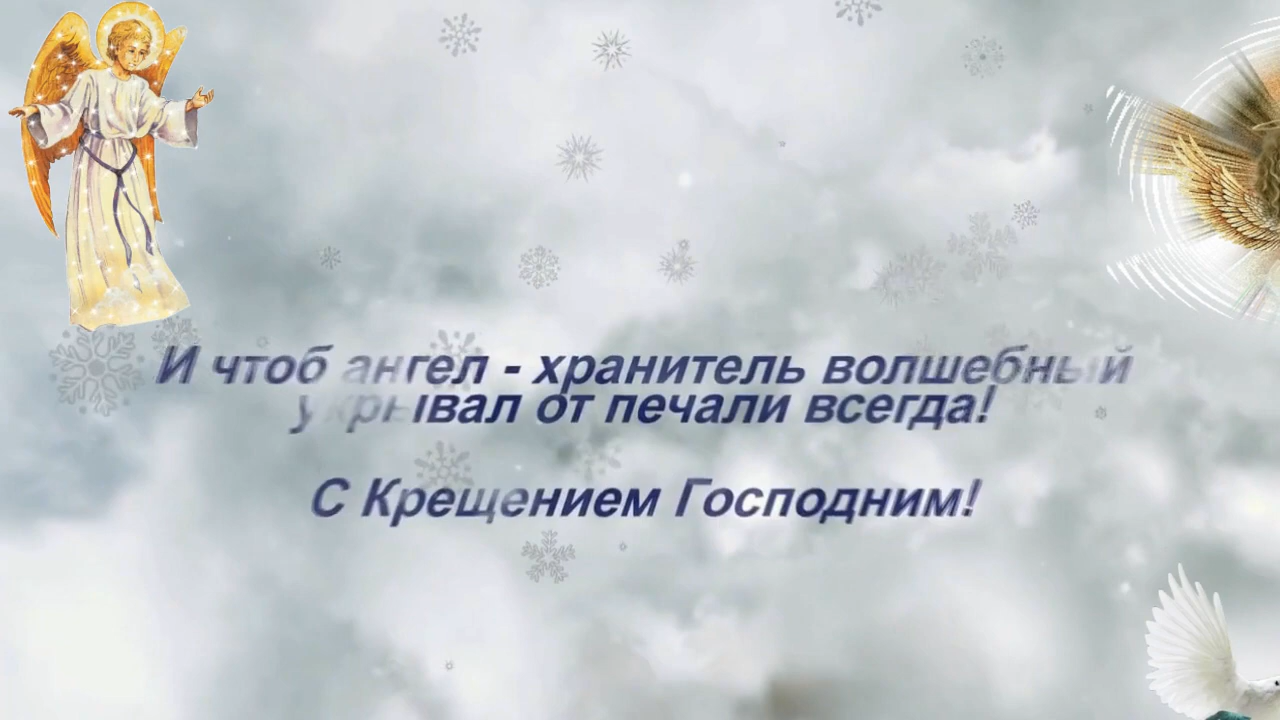 И чтоб ангел - хранитель волшебный
укрывал от печали всегда!
С Крещением Господним!